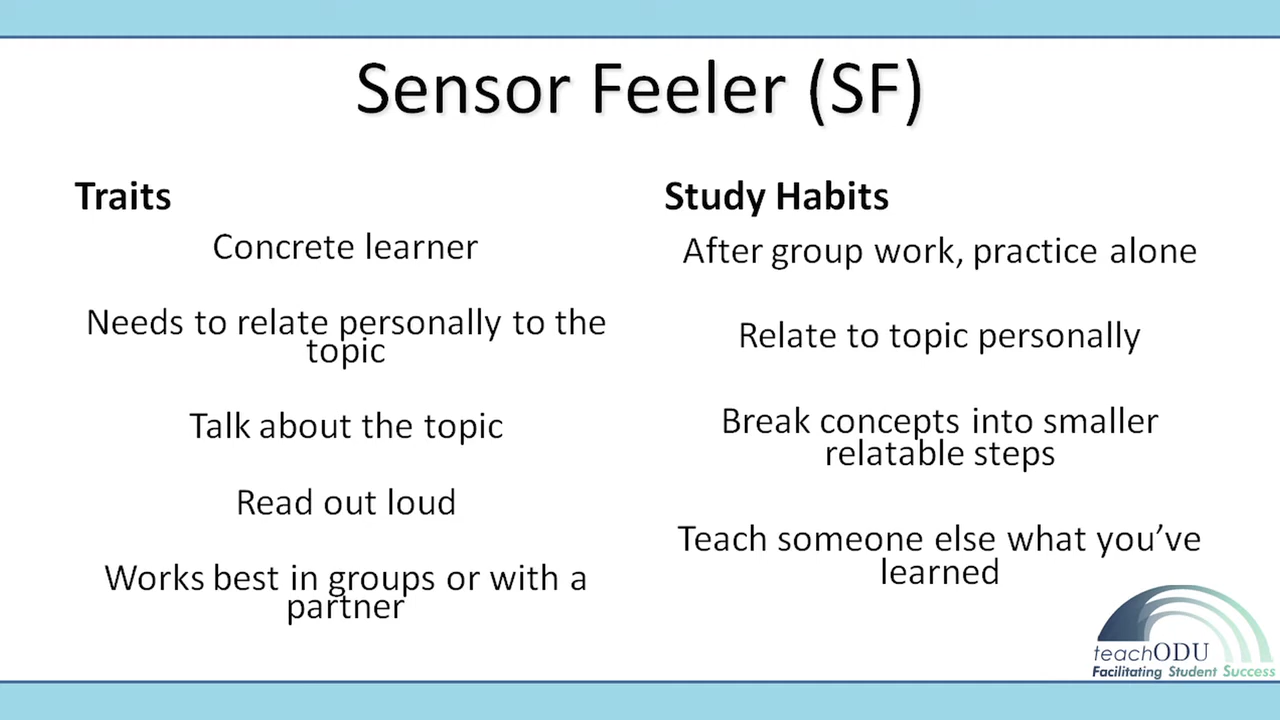 Sensor Feeler (SF)
Traits
Concrete learner
Needs to relate personally to the
topic
Talk about the topic
Read out loud
Works best in groups or with a
partner
Study Habits
After group work, practice alone
Relate to topic personally
Break concepts into smaller
relatable steps
Teach someone else what you’ve
learned
teachODU
Facilitating Student Success